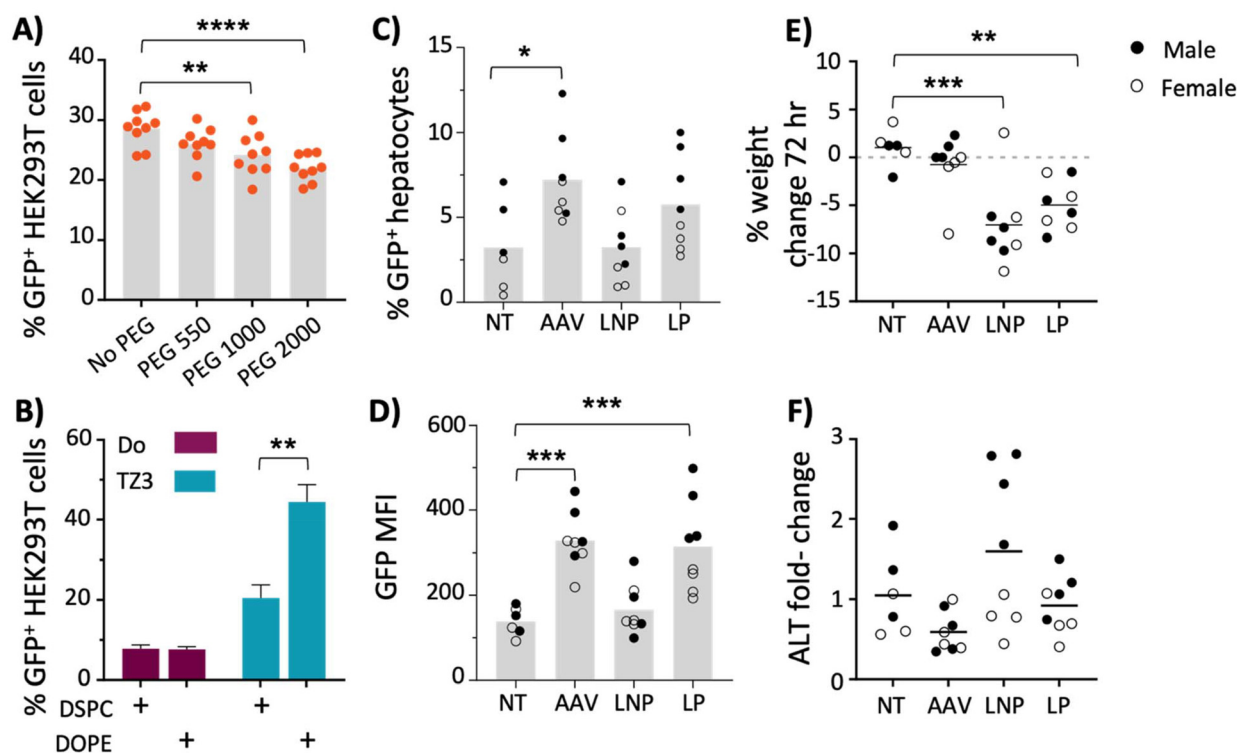 A)
****
**
% GFP+ HEK293T cells
40
30
20
10
0
No PEG
PEG 550
PEG 1000
PEG 2000
B)
Do
TZ3
**
% GFP+ HEK293T cells
60
40
20
0
DSPC + +
DOPE + +
C)
*
% GFP+ hepatocytes
15
10
5
0
NT AAV LNP LP
D)
***
***
GFP MFI
600
400
200
0
NT AAV LNP LP
E)
**
***
% weight
change 72 hr
10
5
0
-5
-10
-15
NT AAV LNP LP
Male
Female
F)
ALT fold- change
3
2
1
0
NT AAV LNP LP